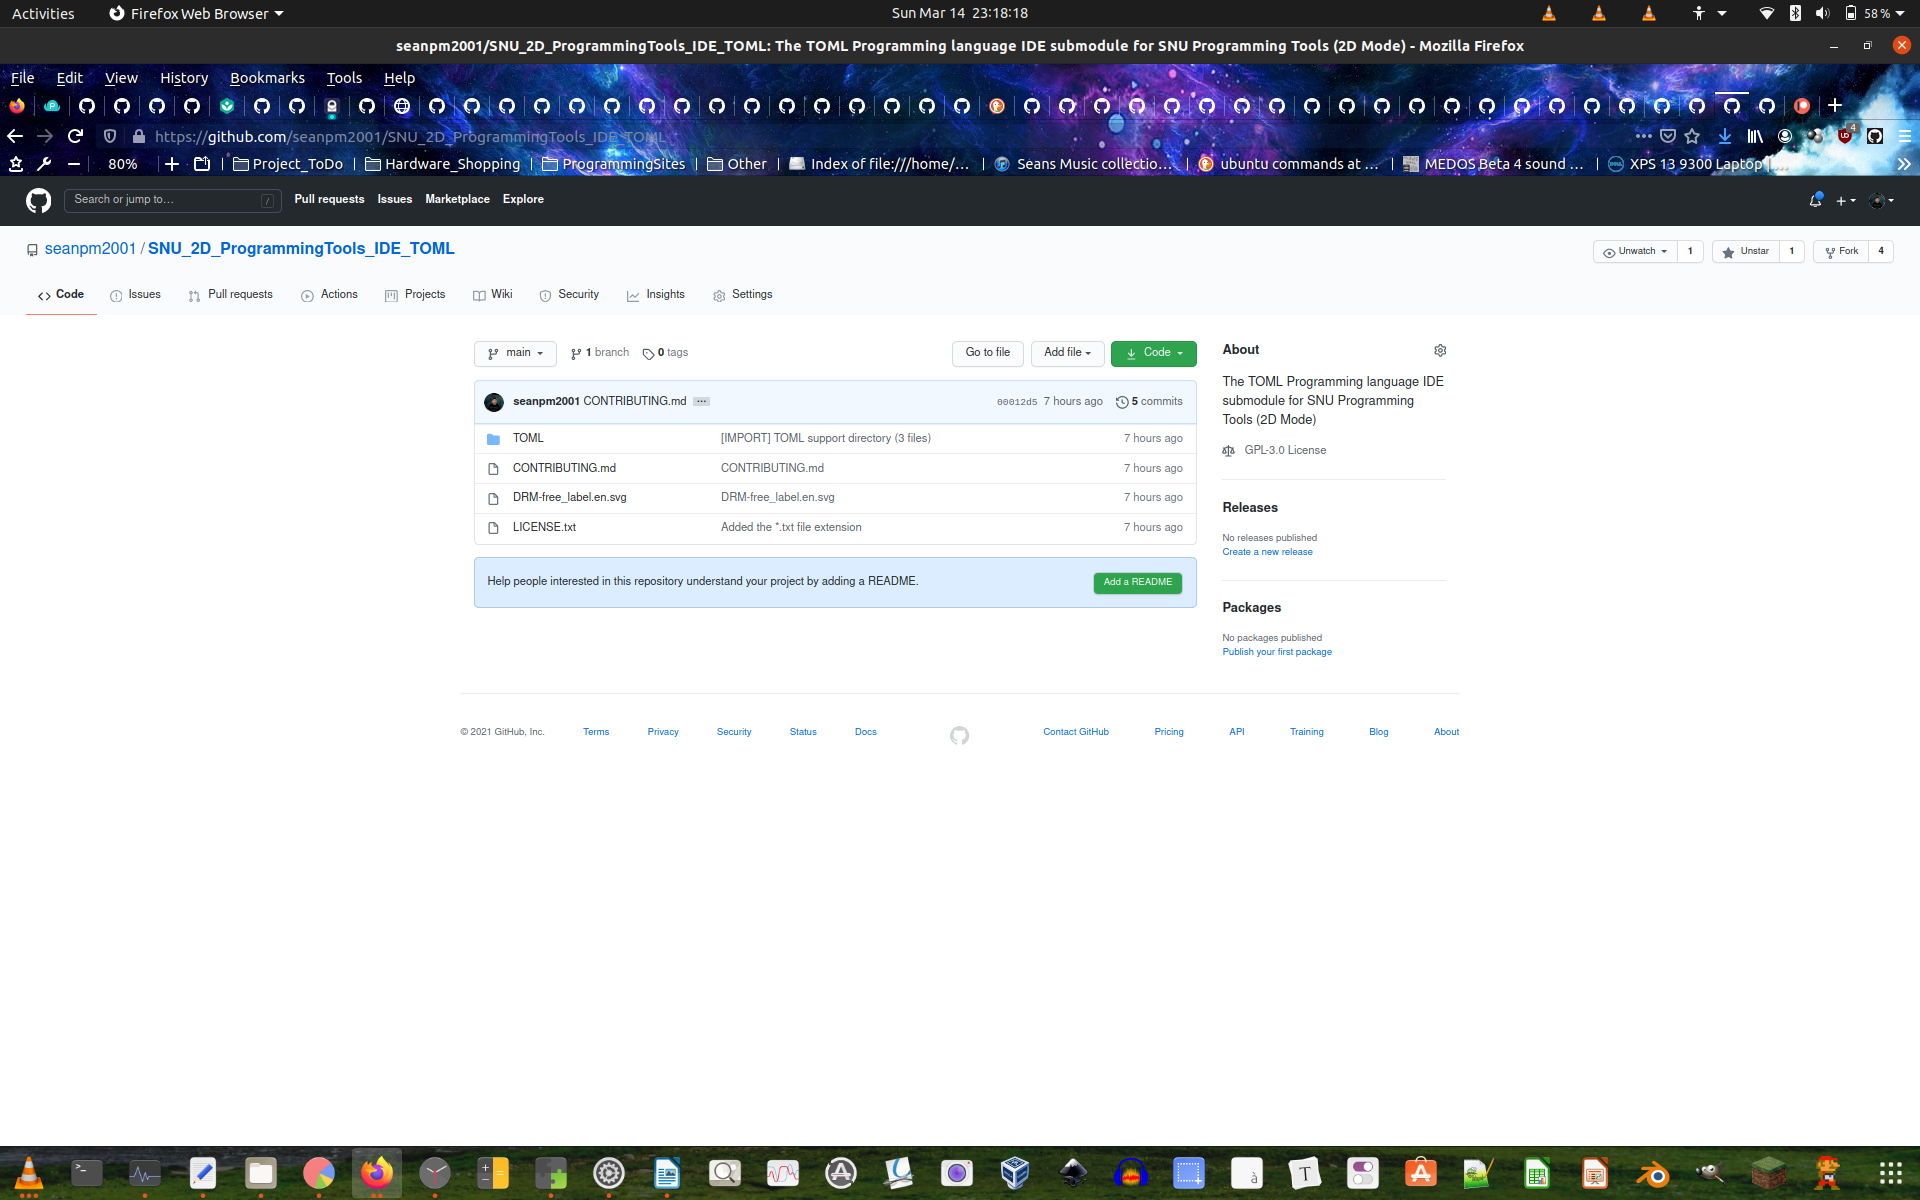 Activities
Firefox Web Browser
Sun Mar 14 23:18:18
58 %
seanpm2001/SNU_2D_ProgrammingTools_IDE_TOML: The TOML Programming language IDE submodule for SNU Programming Tools (2D Mode) - Mozilla Firefox
File Edit View History Bookmarks Tools Help
https://github.com/seanpm2001/SNU_2D_ProgrammingTools_IDE_TOML
4
80% Project_ToDo Hardware_Shopping ProgrammingSites Other Index of file:///home/… Seans Music collectio… ubuntu commands at … MEDOS Beta 4 sound … XPS 13 9300 Laptop
Search or jump to… / Pull requests Issues Marketplace Explore
seanpm2001 / SNU_2D_ProgrammingTools_IDE_TOML
Unwatch 1 Unstar 1 Fork 4
Code Issues Pull requests Actions Projects Wiki Security Insights Settings
main 1 branch 0 tags Go to file Add file Code
seanpm2001 CONTRIBUTING.md 00012d5 7 hours ago 5 commits
TOML [IMPORT] TOML support directory (3 files) 7 hours ago
CONTRIBUTING.md CONTRIBUTING.md 7 hours ago
DRM-free_label.en.svg DRM-free_label.en.svg 7 hours ago
LICENSE.txt Added the *.txt file extension 7 hours ago
Help people interested in this repository understand your project by adding a README. Add a README
About
The TOML Programming language IDE
submodule for SNU Programming
Tools (2D Mode)
GPL-3.0 License
Releases
No releases published
Create a new release
Packages
No packages published
Publish your first package
© 2021 GitHub, Inc. Terms Privacy Security Status Docs Contact GitHub Pricing API Training Blog About